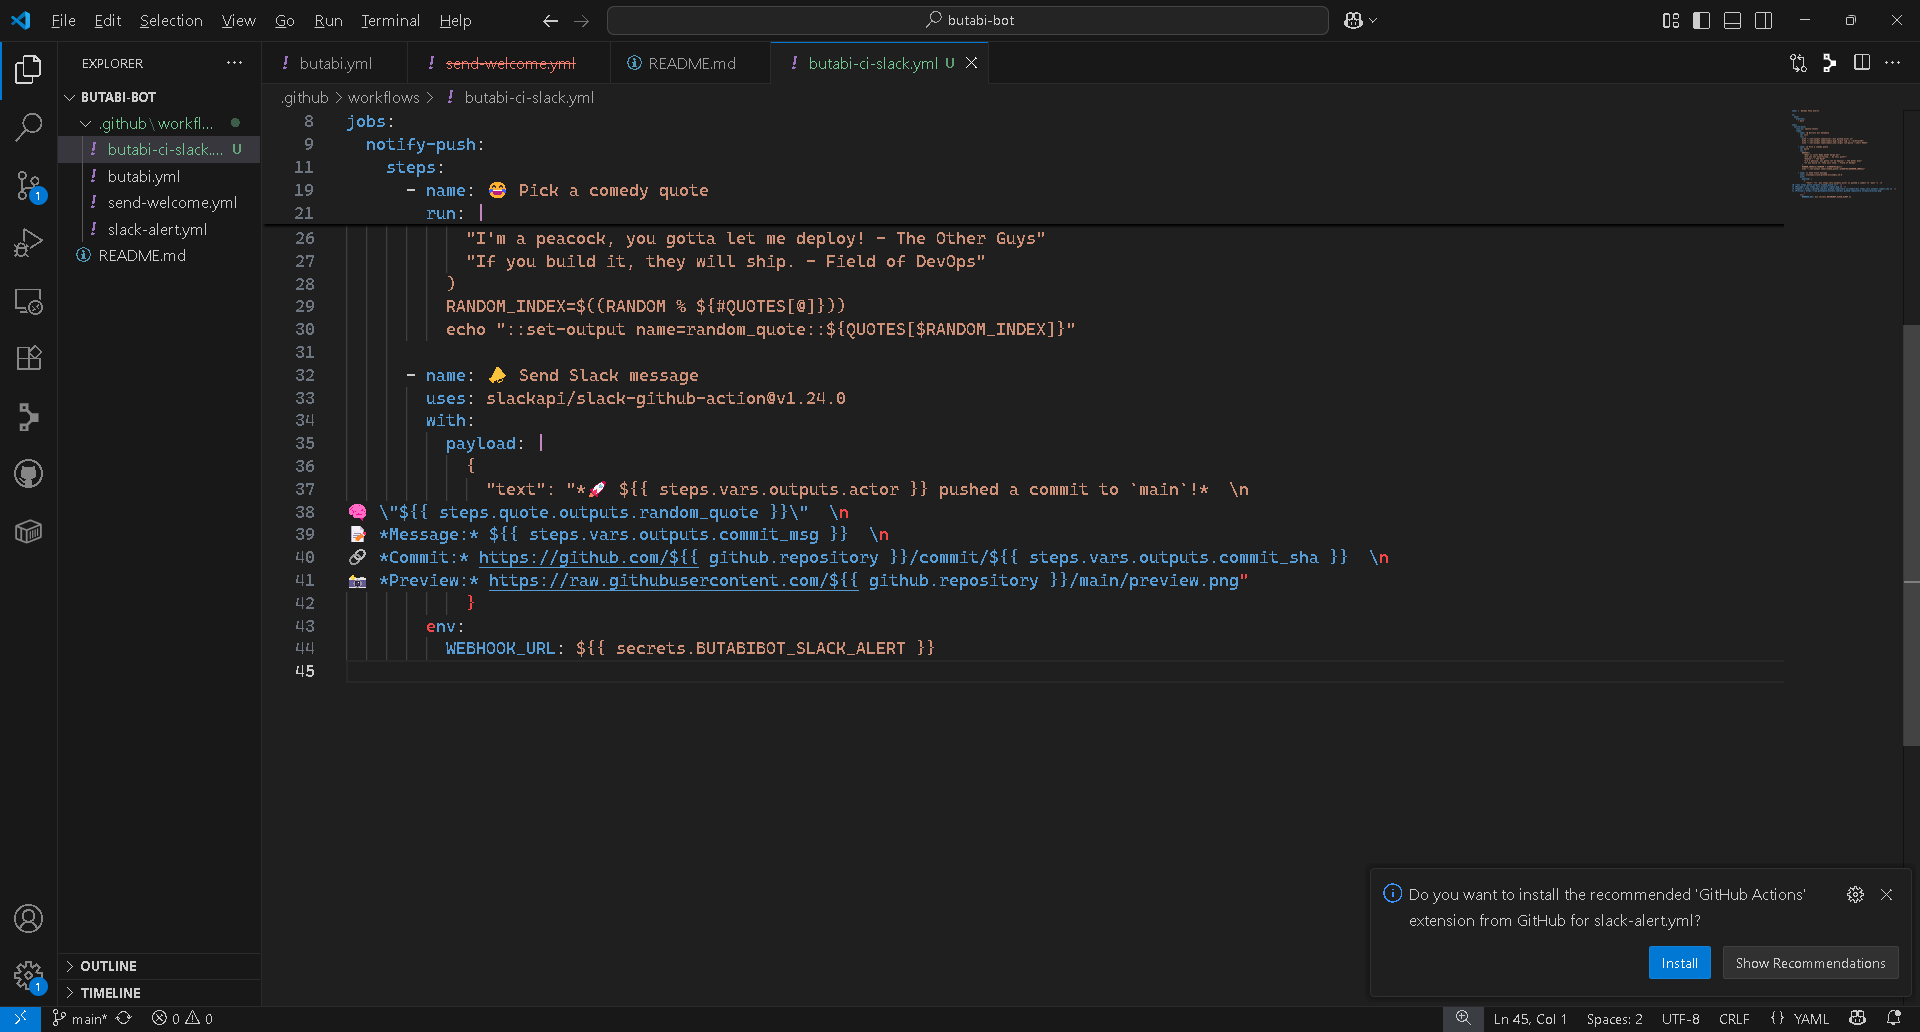 File Edit Selection View Go Run Terminal Help
butabi-bot
EXPLORER
BUTABI-BOT
.github\workfl...
butabi-ci-slack.... U
butabi.yml
send-welcome.yml
slack-alert.yml
README.md
OUTLINE
TIMELINE
butabi.yml
send-welcome.yml
README.md
butabi-ci-slack.yml U
.github > workflows > ! butabi-ci-slack.yml
8 jobs:
9 notify-push:
11 steps:
19 - name: 😂 Pick a comedy quote
21 run: |
26 "I'm a peacock, you gotta let me deploy! - The Other Guys"
27 "If you build it, they will ship. - Field of DevOps"
28 )
29 RANDOM_INDEX=$((RANDOM % ${#QUOTES[@]}))
30 echo "::set-output name=random_quote::${QUOTES[$RANDOM_INDEX]}"
31
32 - name: 📣 Send Slack message
33 uses: slackapi/slack-github-action@v1.24.0
34 with:
35 payload: |
36 {
37 "text": "*🚀 ${{ steps.vars.outputs.actor }} pushed a commit to `main`!*  \n
38 🧠 \"${{ steps.quote.outputs.random_quote }}\"  \n
39 📝 *Message:* ${{ steps.vars.outputs.commit_msg }}  \n
40 🔗 *Commit:* https://github.com/${{ github.repository }}/commit/${{ steps.vars.outputs.commit_sha }}  \n
41 📸 *Preview:* https://raw.githubusercontent.com/${{ github.repository }}/main/preview.png"
42 }
43 env:
44 WEBHOOK_URL: ${{ secrets.BUTABIBOT_SLACK_ALERT }}
45
Do you want to install the recommended 'GitHub Actions'
extension from GitHub for slack-alert.yml?
Install
Show Recommendations
1
1
main* 0 0
Ln 45, Col 1 Spaces: 2 UTF-8 CRLF {} YAML